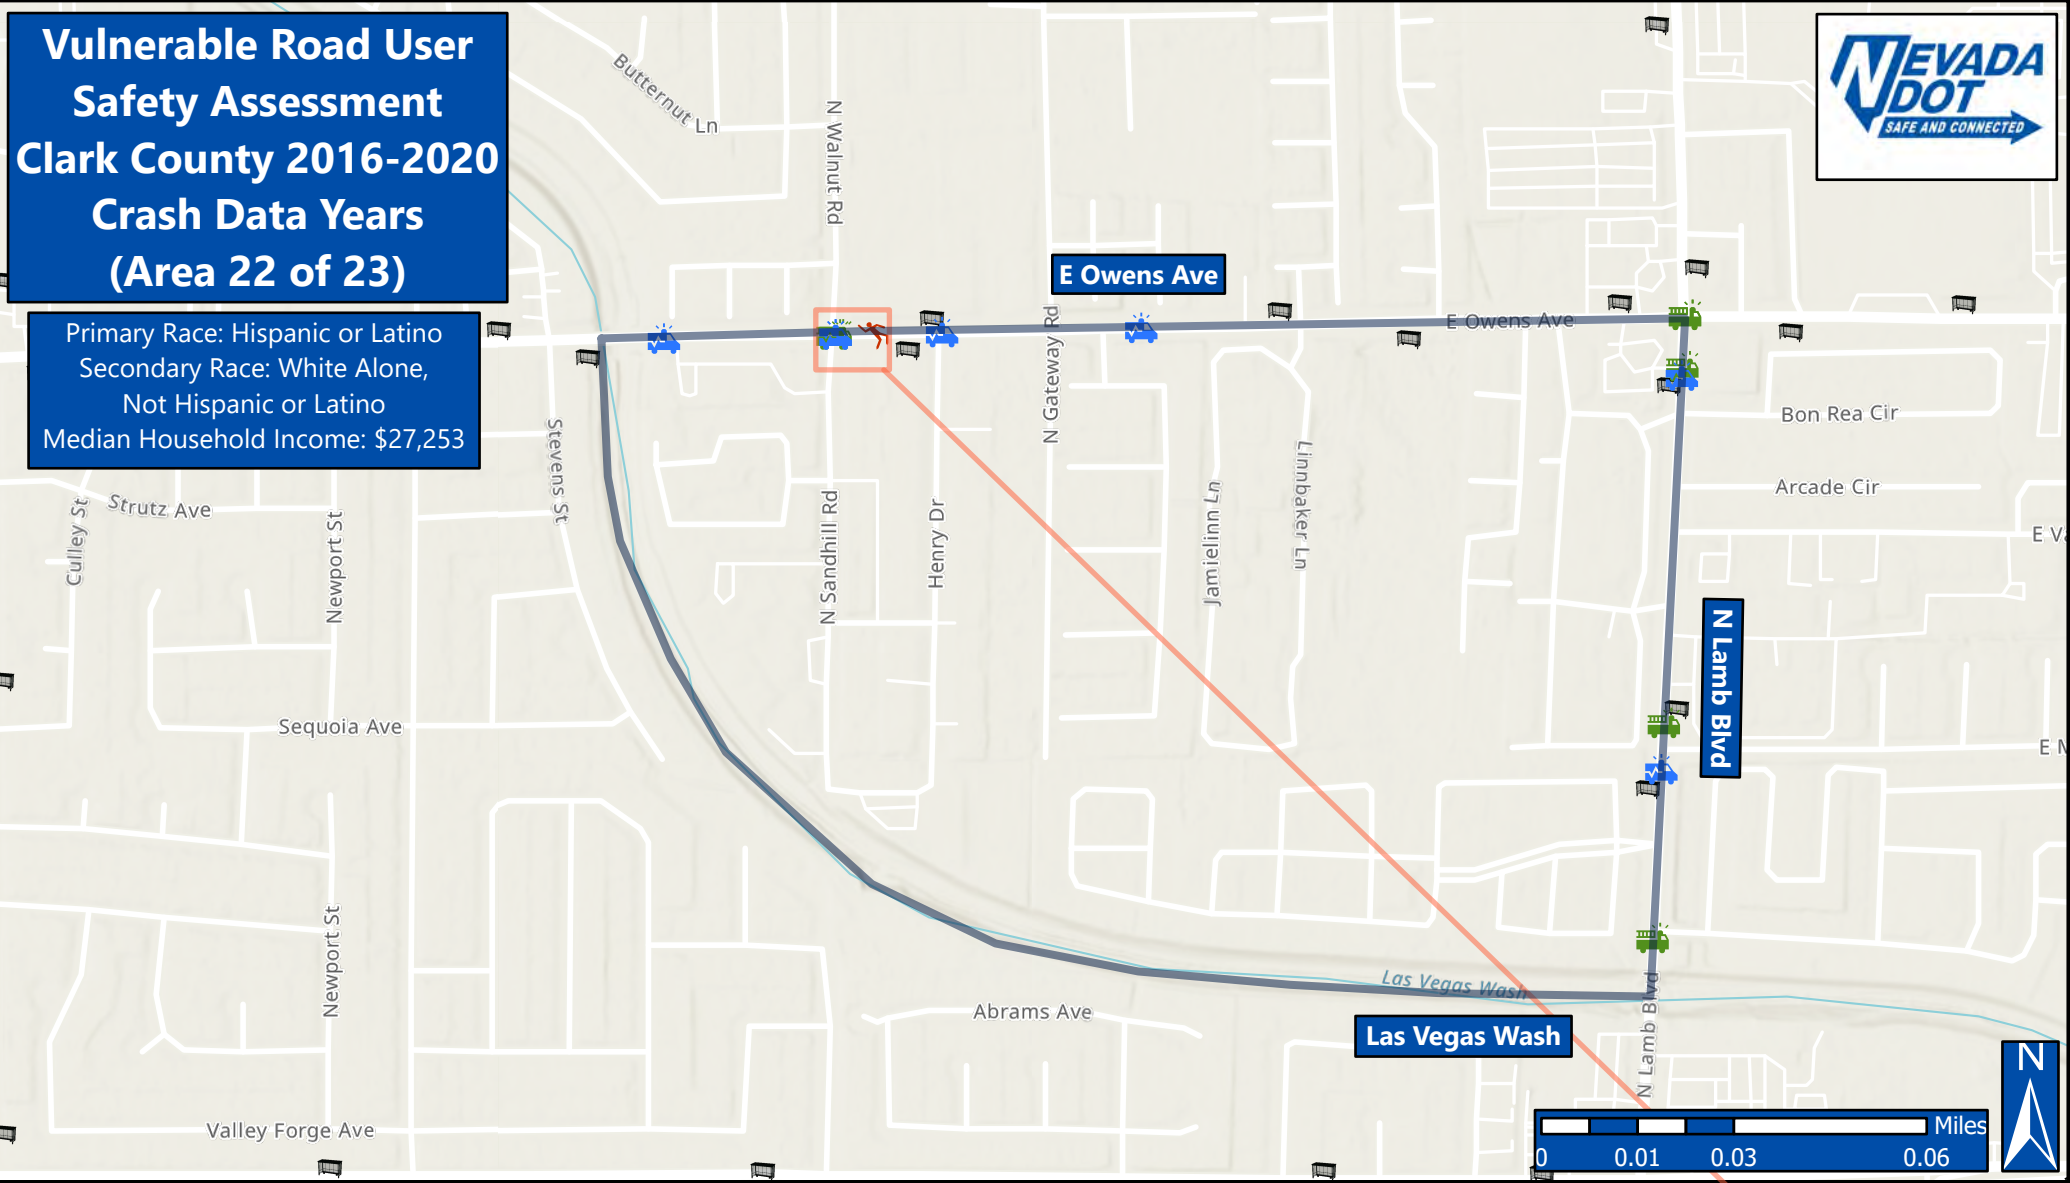 Vulnerable Road User
Safety Assessment
Clark County 2016-2020
Crash Data Years
(Area 22 of 23)
Primary Race: Hispanic or Latino
Secondary Race: White Alone,
Not Hispanic or Latino
Median Household Income: $27,253
NEVADA
DOT
SAFE AND CONNECTED
Butternut Ln
N Walnut Rd
E Owens Ave
E Owens Ave
N Gateway Rd
Bon Rea Cir
Arcade Cir
Stevens St
Strutz Ave
Culley St
Newport St
N Sandhill Rd
Henry Dr
Jamielinn Ln
Linnbaker Ln
E Va
N Lamb Blvd
Sequoia Ave
E N
Newport St
Las Vegas Wash
Abrams Ave
Las Vegas Wash
N Lamb Blvd
Valley Forge Ave
N
Miles
0 0.01 0.03 0.06